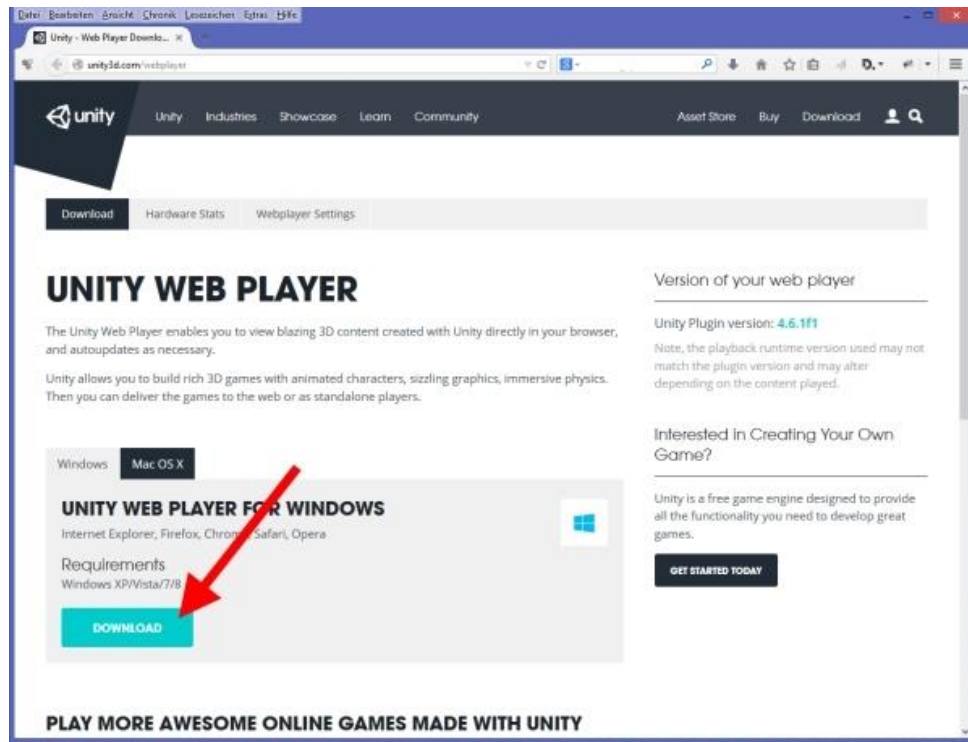 Datei Bearbeiten Ansicht Chronik Lesezeichen Extras Hilfe
Unity - Web Player Downlo... ×
unity3d.com/webplayer
unity Unity Industries Showcase Learn Community Asset Store Buy Download
Download Hardware Stats Webplayer Settings
UNITY WEB PLAYER
The Unity Web Player enables you to view blazing 3D content created with Unity directly in your browser,
and autoupdates as necessary.
Unity allows you to build rich 3D games with animated characters, sizzling graphics, immersive physics.
Then you can deliver the games to the web or as standalone players.
Windows Mac OS X
UNITY WEB PLAYER FOR WINDOWS
Internet Explorer, Firefox, Chrome, Safari, Opera
Requirements
Windows XP/Vista/7/8
DOWNLOAD
Version of your web player
Unity Plugin version: 4.6.1f1
Note, the playback runtime version used may not
match the plugin version and may alter
depending on the content played.
Interested in Creating Your Own
Game?
Unity is a free game engine designed to provide
all the functionality you need to develop great
games.
GET STARTED TODAY
PLAY MORE AWESOME ONLINE GAMES MADE WITH UNITY